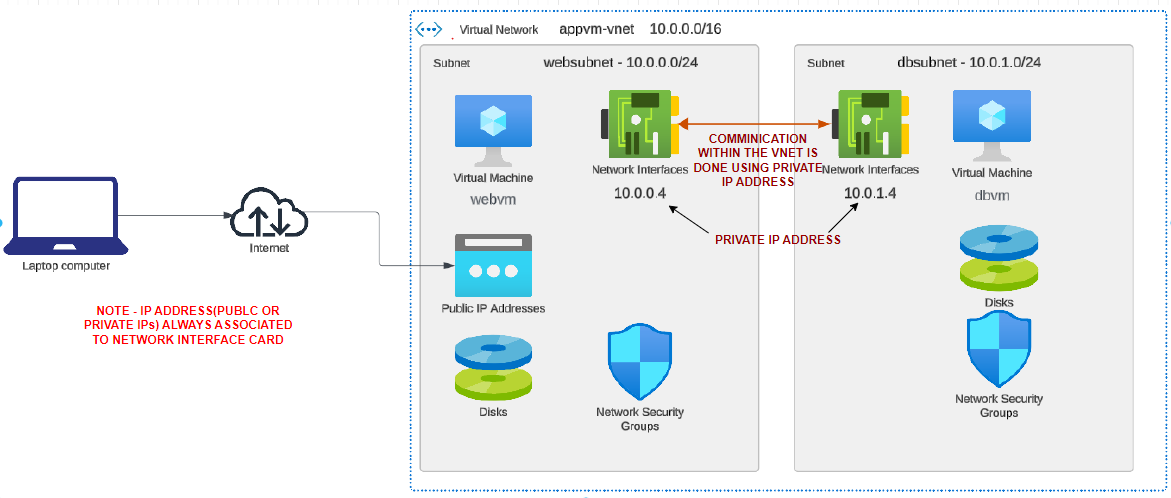 Virtual Network appvm-vnet 10.0.0.0/16
Subnet websubnet - 10.0.0.0/24
Subnet dbsubnet - 10.0.1.0/24
Virtual Machine
webvm
Network Interfaces
10.0.0.4
COMMINICATION
WITHIN THE VNET IS
DONE USING PRIVATE
IP ADDRESS
Network Interfaces
10.0.1.4
Virtual Machine
dbvm
PRIVATE IP ADDRESS
Laptop computer
Internet
Public IP Addresses
NOTE - IP ADDRESS(PUBLC OR
PRIVATE IPs) ALWAYS ASSOCIATED
TO NETWORK INTERFACE CARD
Disks
Network Security
Groups
Disks
Network Security
Groups